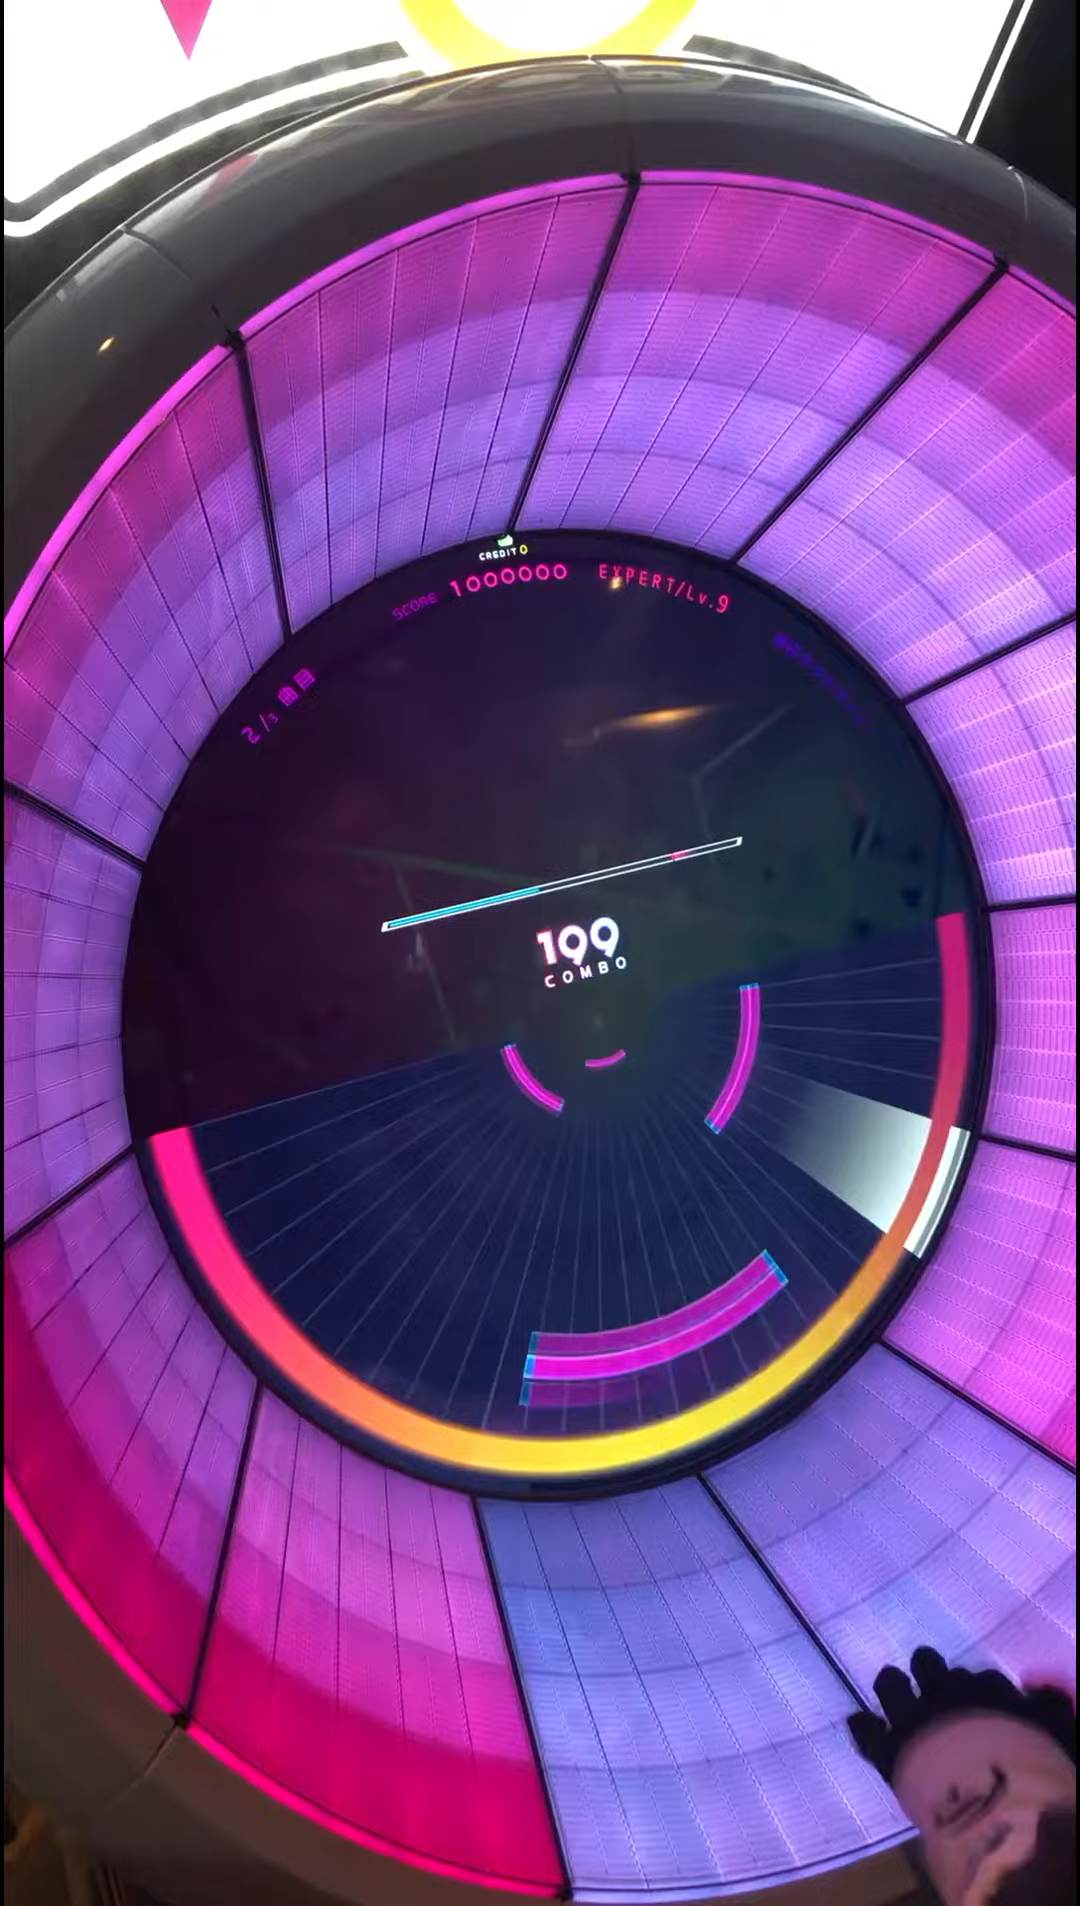 CREDIT 0
SCORE 1000000
EXPERT/Lv.9
2/3 曲目
199
COMBO